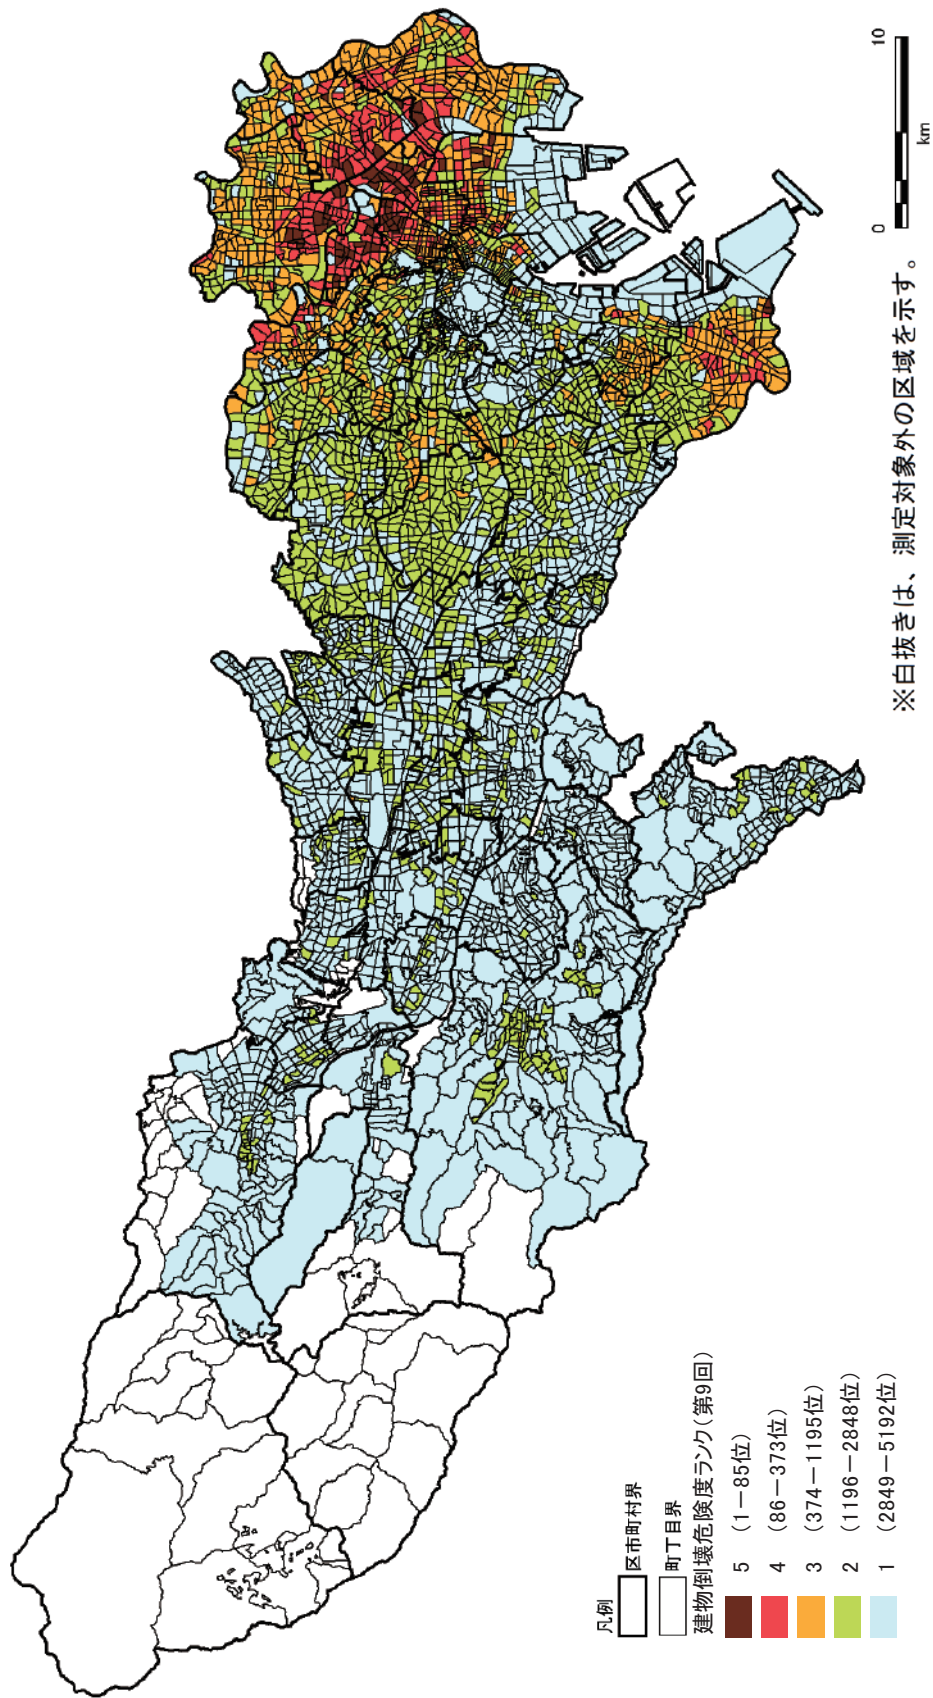 凡例
区市町村界
町丁目界
建物倒壊危険度ランク(第9回)
5 (1−85位)
4 (86−373位)
3 (374−1195位)
2 (1196−2848位)
1 (2849−5192位)
※白抜きは、測定対象外の区域を示す。
0 10
km